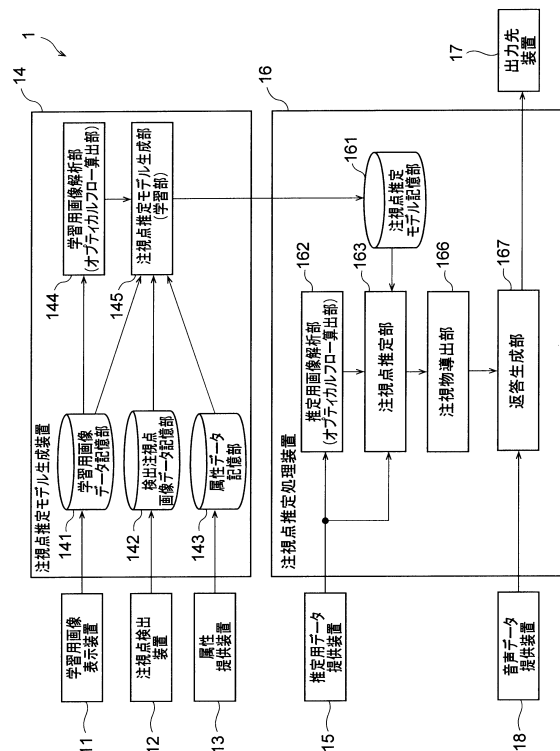 1
14
注視点推定モデル生成装置
11
学習用画像
表示装置
141
学習用画像
データ記憶部
144
学習用画像解析部
(オプティカルフロー算出部)
12
注視点検出
装置
142
検出注視点
画像データ記憶部
145
注視点推定モデル生成部
(学習部)
13
属性
提供装置
143
属性データ
記憶部
16
注視点推定処理装置
15
推定用データ
提供装置
162
推定用画像解析部
(オプティカルフロー算出部)
161
注視点推定
モデル記憶部
163
注視点推定部
166
注視物導出部
18
音声データ
提供装置
167
返答生成部
17
出力先
装置